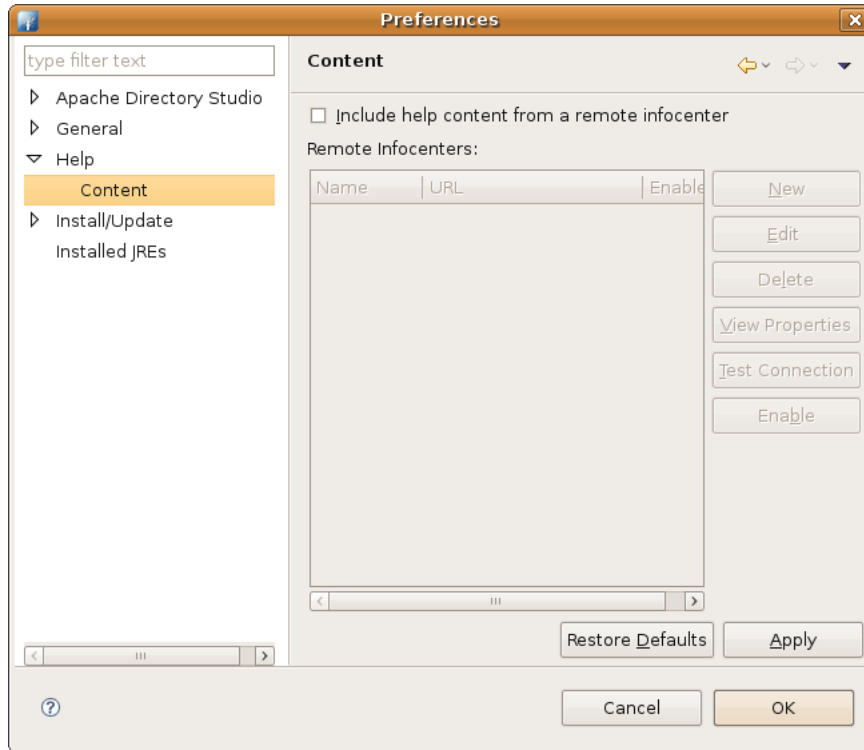 Preferences
type filter text
Apache Directory Studio
General
Help
Content
Install/Update
Installed JREs
Content
Include help content from a remote infocenter
Remote Infocenters:
Name URL Enable
New
Edit
Delete
View Properties
Test Connection
Enable
Restore Defaults Apply
Cancel OK